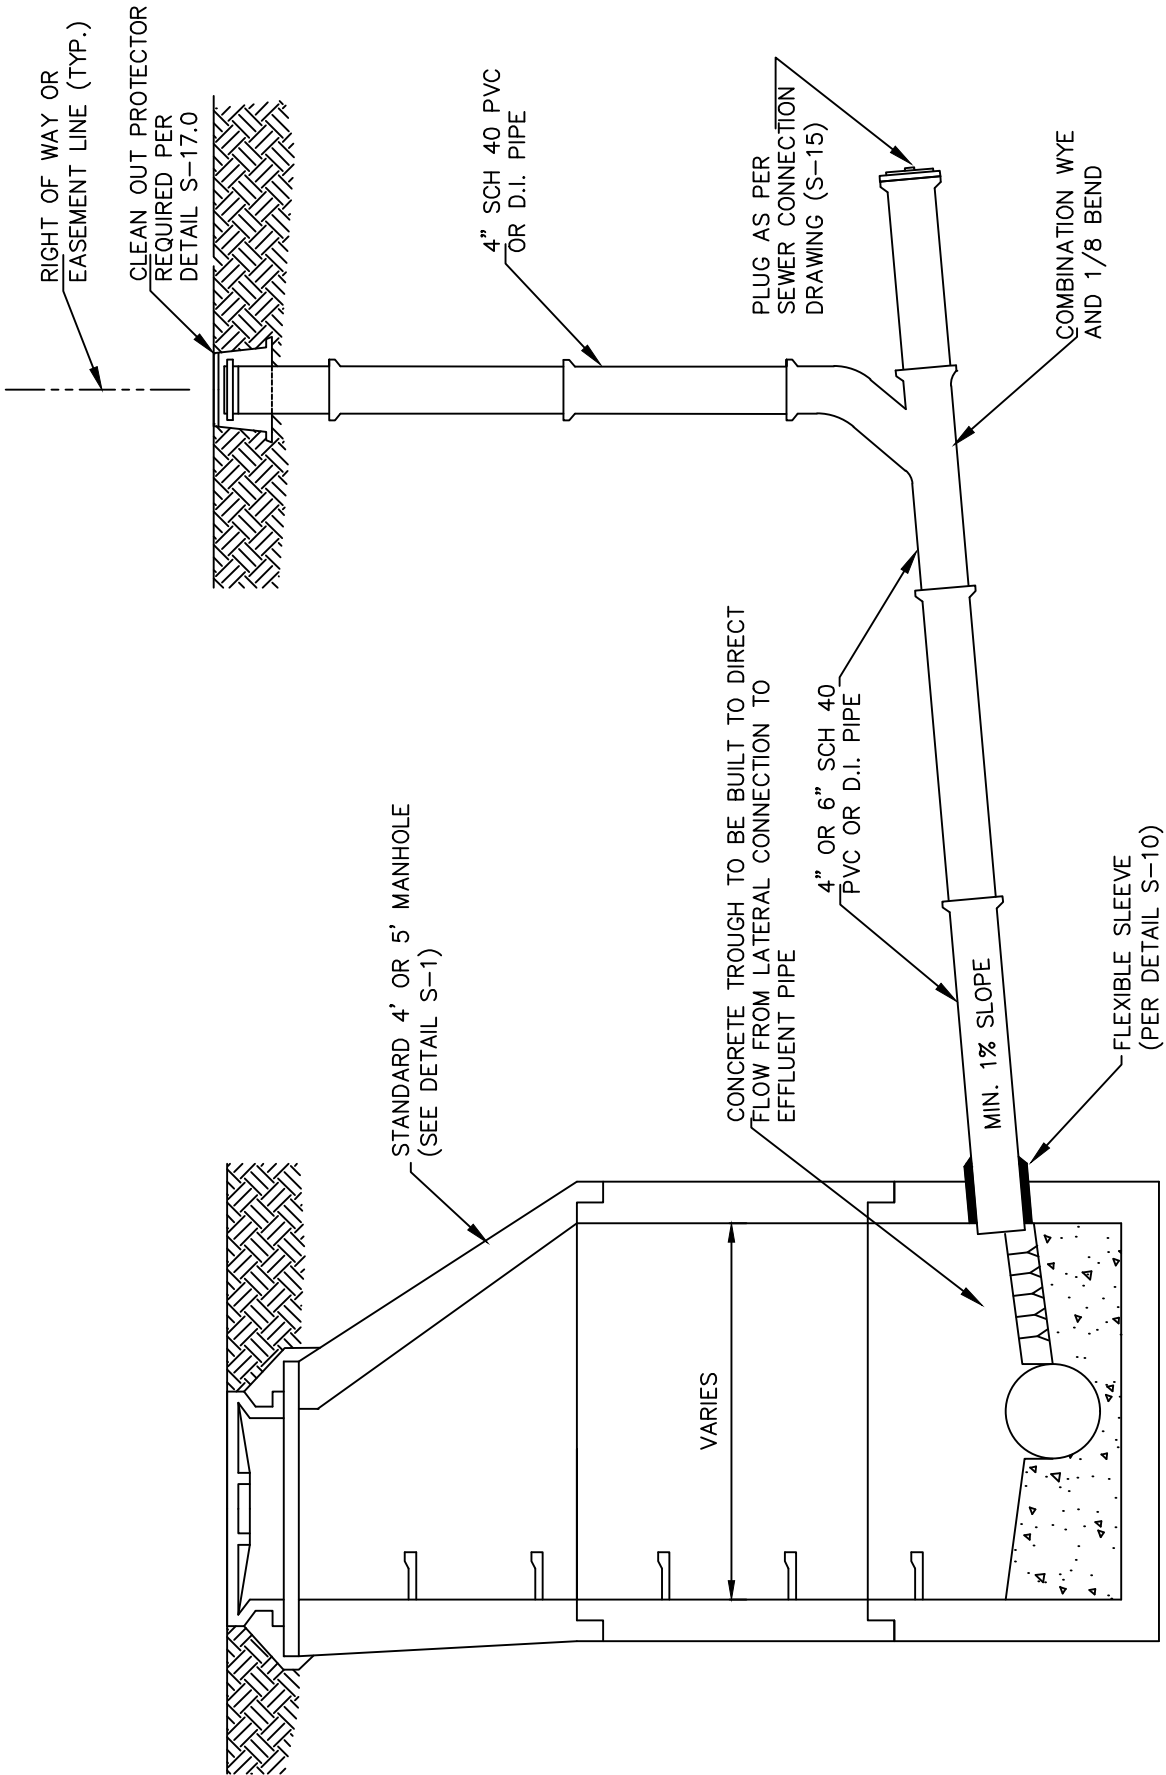 RIGHT OF WAY OR
EASEMENT LINE (TYP.)
CLEAN OUT PROTECTOR
REQUIRED PER
DETAIL S-17.0
4" SCH 40 PVC
OR D.I. PIPE
PLUG AS PER
SEWER CONNECTION
DRAWING (S-15)
COMBINATION WYE
AND 1/8 BEND
STANDARD 4' OR 5' MANHOLE
(SEE DETAIL S-1)
CONCRETE TROUGH TO BE BUILT TO DIRECT
FLOW FROM LATERAL CONNECTION TO
EFFLUENT PIPE
4" OR 6" SCH 40
PVC OR D.I. PIPE
MIN. 1% SLOPE
FLEXIBLE SLEEVE
(PER DETAIL S-10)
VARIES